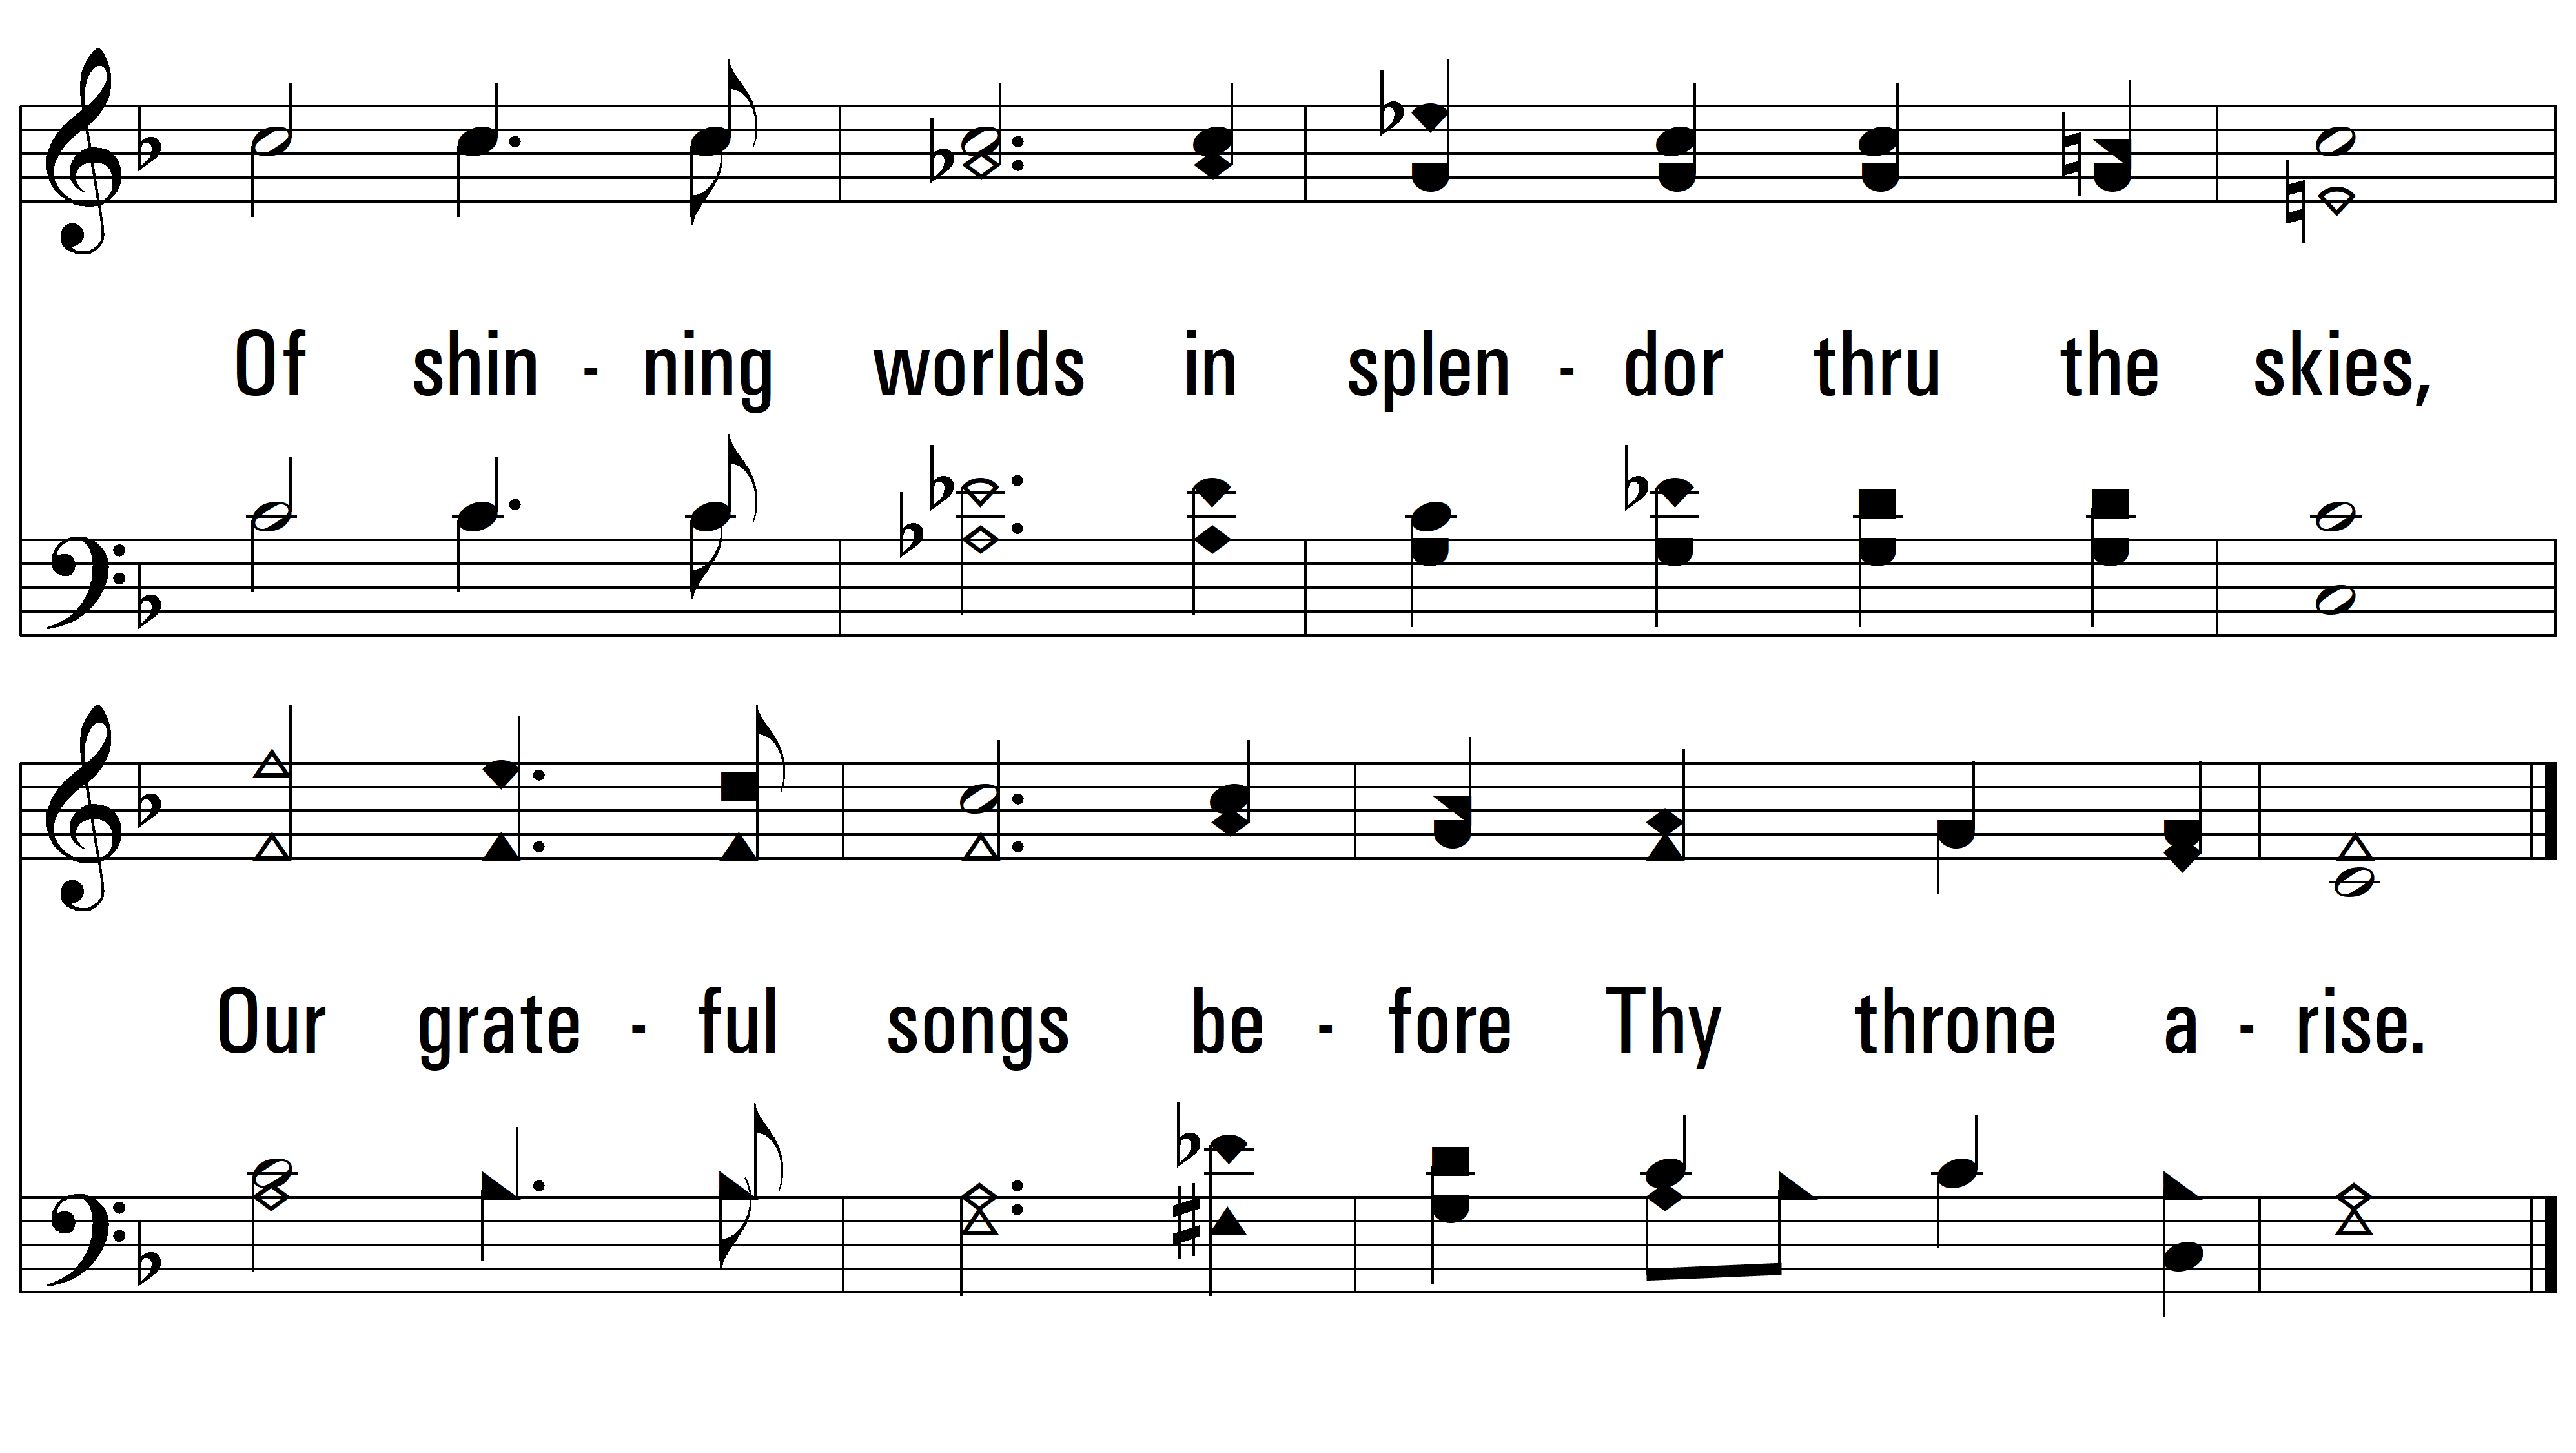 Of shin - ning worlds in splen - dor thru the skies,
Our grate - ful songs be - fore Thy throne a - rise.